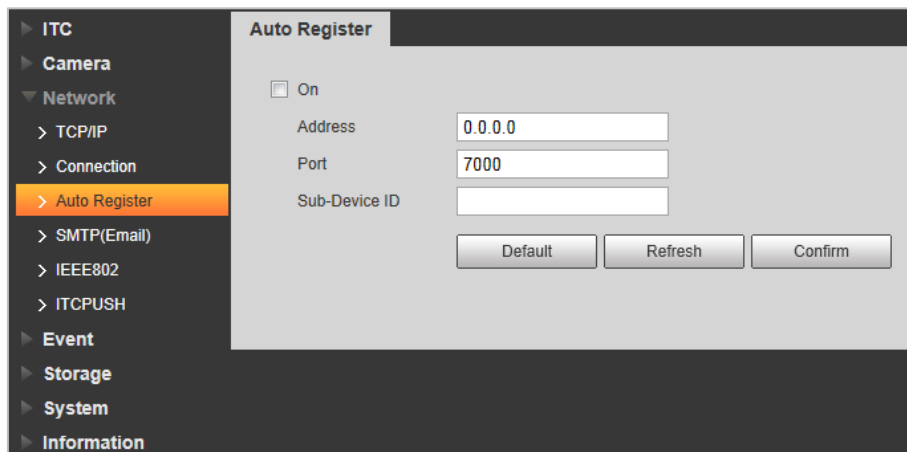 ITC
Camera
Network
TCP/IP
Connection
Auto Register
SMTP(Email)
IEEE802
ITCPUSH
Event
Storage
System
Information
Auto Register
On
Address 0.0.0.0
Port 7000
Sub-Device ID
Default Refresh Confirm